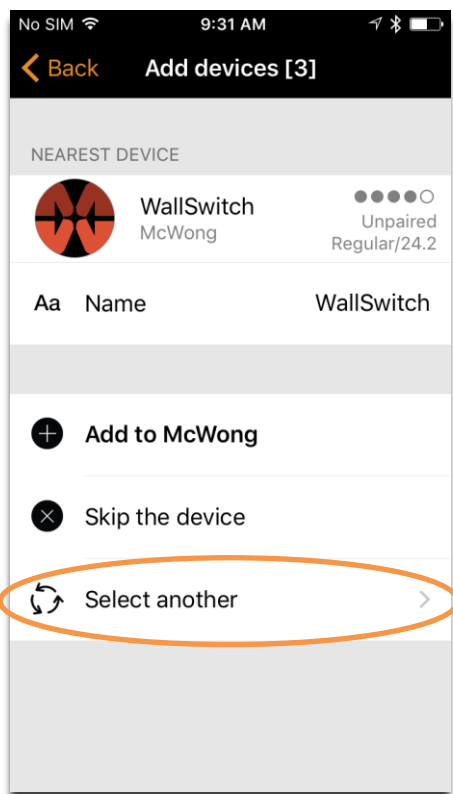 No SIM 9:31 AM
Back Add devices [3]
NEAREST DEVICE
WallSwitch
McWong
Unpaired
Regular/24.2
Aa Name WallSwitch
Add to McWong
Skip the device
Select another